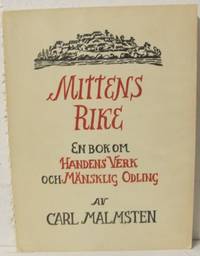 MITTENS
RIKE
EN BOK OM
HANDENS VERK
OCH MÄNSKLIG ODLING
AV
CARL MALMSTEN